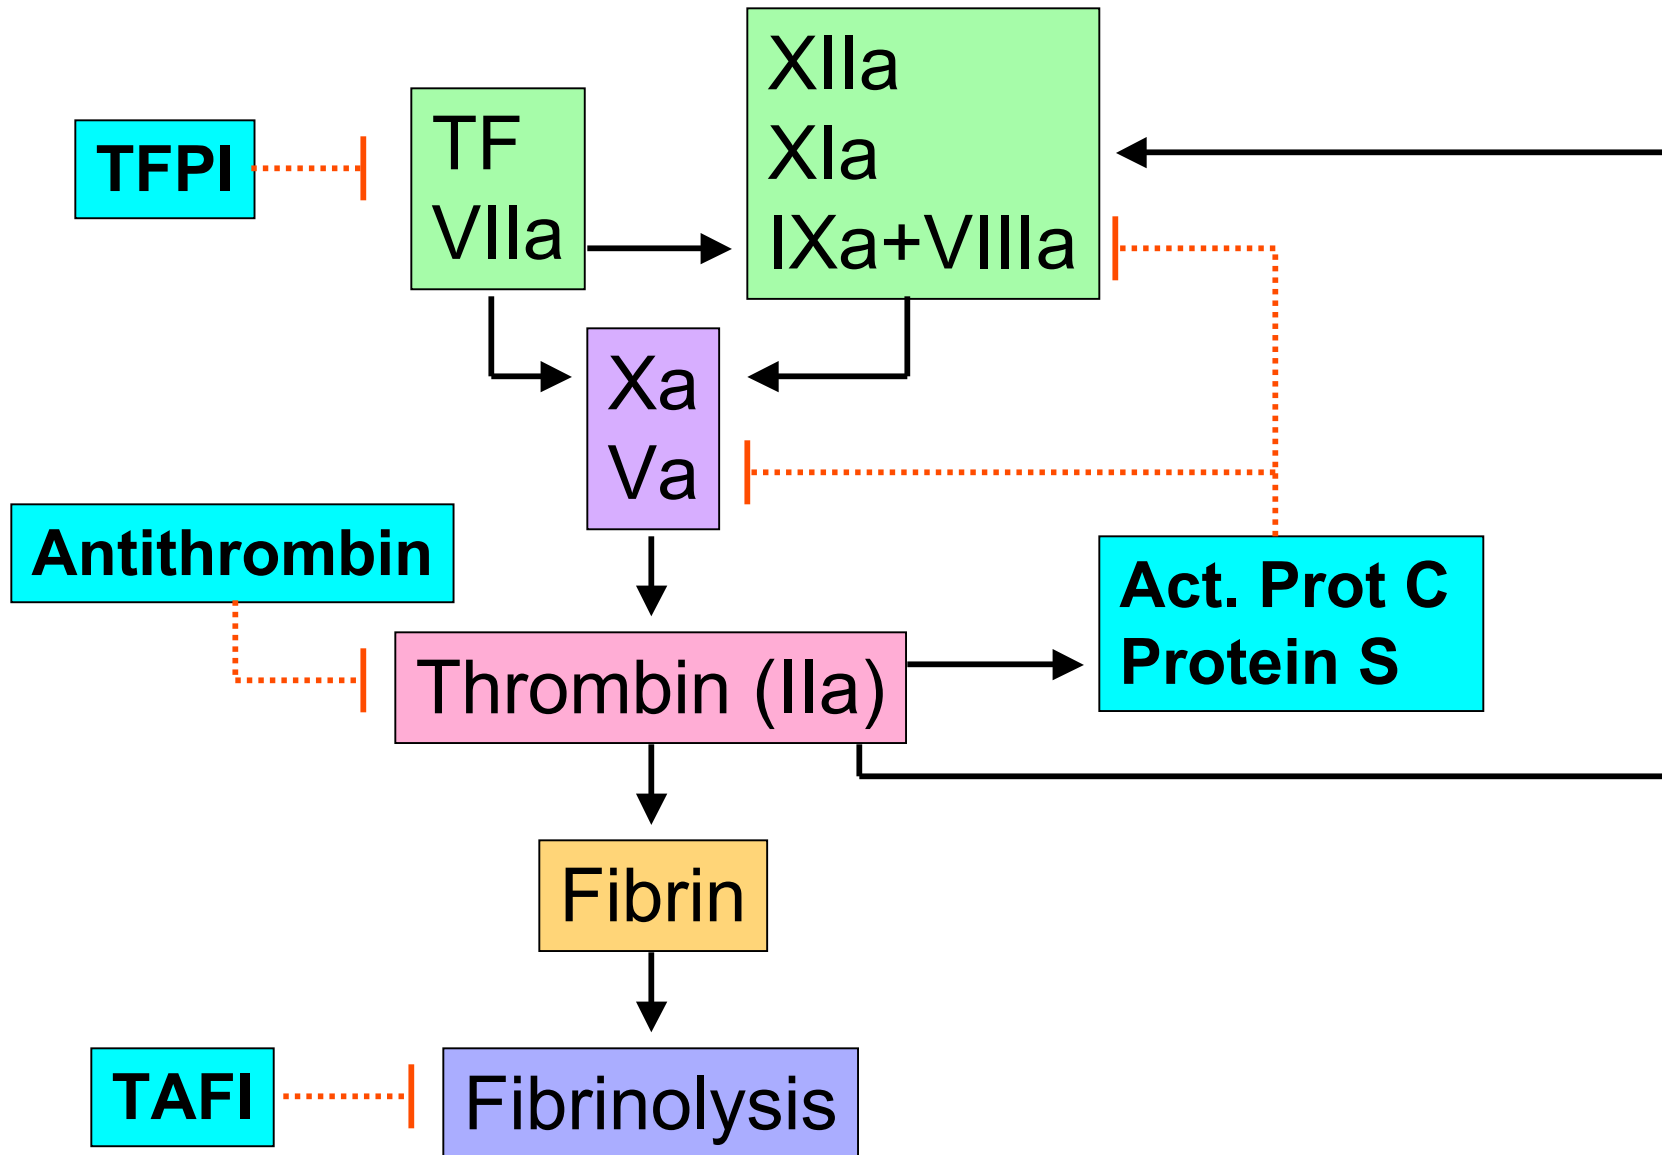 XIIa
XIa
IXa+VIIIa
TF
VIIa
TFPI
Xa
Va
Antithrombin
Act. Prot C
Protein S
Thrombin (IIa)
Fibrin
TAFI
Fibrinolysis